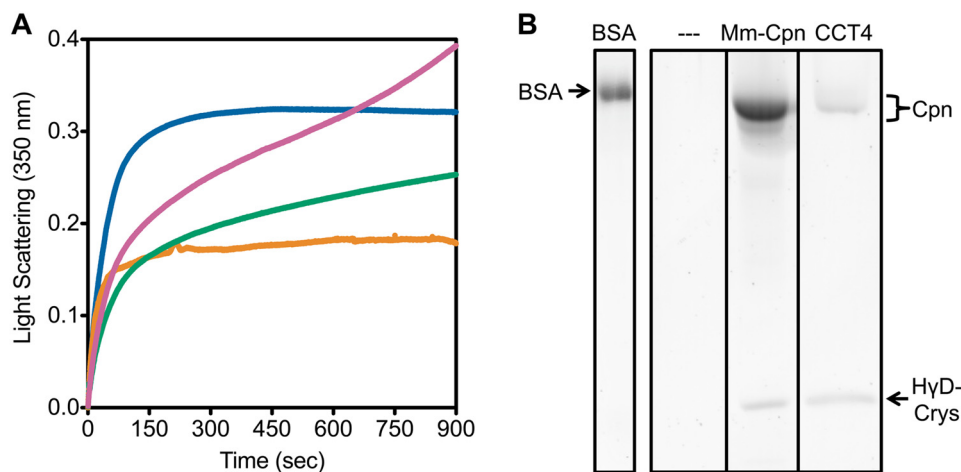 A
Light Scattering (350 nm)
0.4
0.3
0.2
0.1
0.0
0 150 300 450 600 750 900
Time (sec)
B
BSA --- Mm-Cpn CCT4
BSA
Cpn
HγD-
Crys